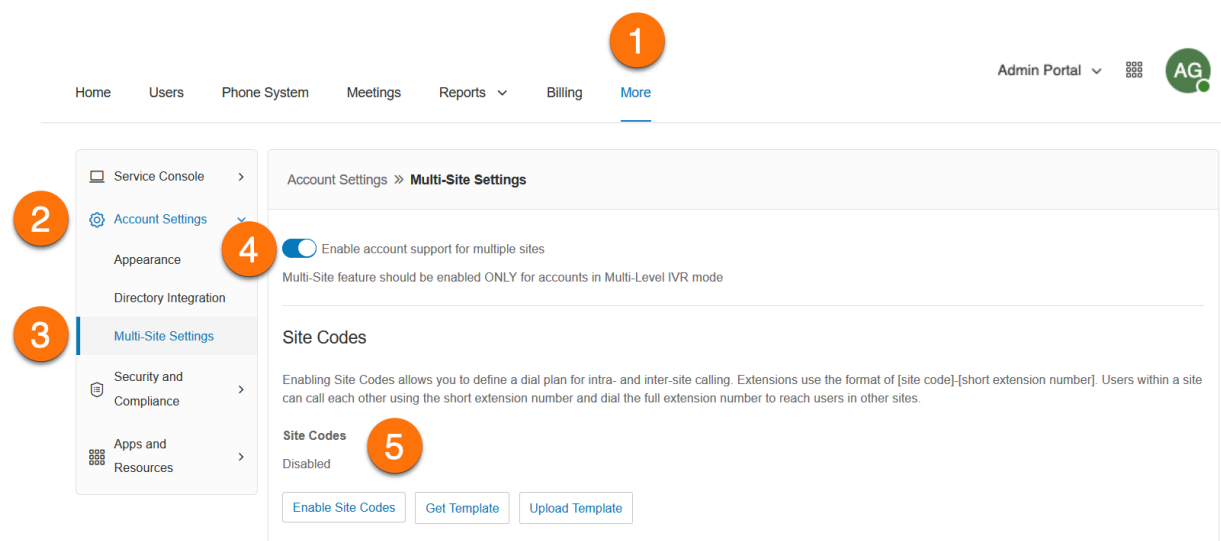 1
Admin Portal
AG
Home Users Phone System Meetings Reports Billing More
Service Console
Account Settings » Multi-Site Settings
2
Account Settings
4
Enable account support for multiple sites
Appearance
Multi-Site feature should be enabled ONLY for accounts in Multi-Level IVR mode
Directory Integration
3
Multi-Site Settings
Site Codes
Security and
Compliance
Enabling Site Codes allows you to define a dial plan for intra- and inter-site calling. Extensions use the format of [site code]-[short extension number]. Users within a site
can call each other using the short extension number and dial the full extension number to reach users in other sites.
Apps and
Resources
Site Codes
5
Disabled
Enable Site Codes Get Template Upload Template